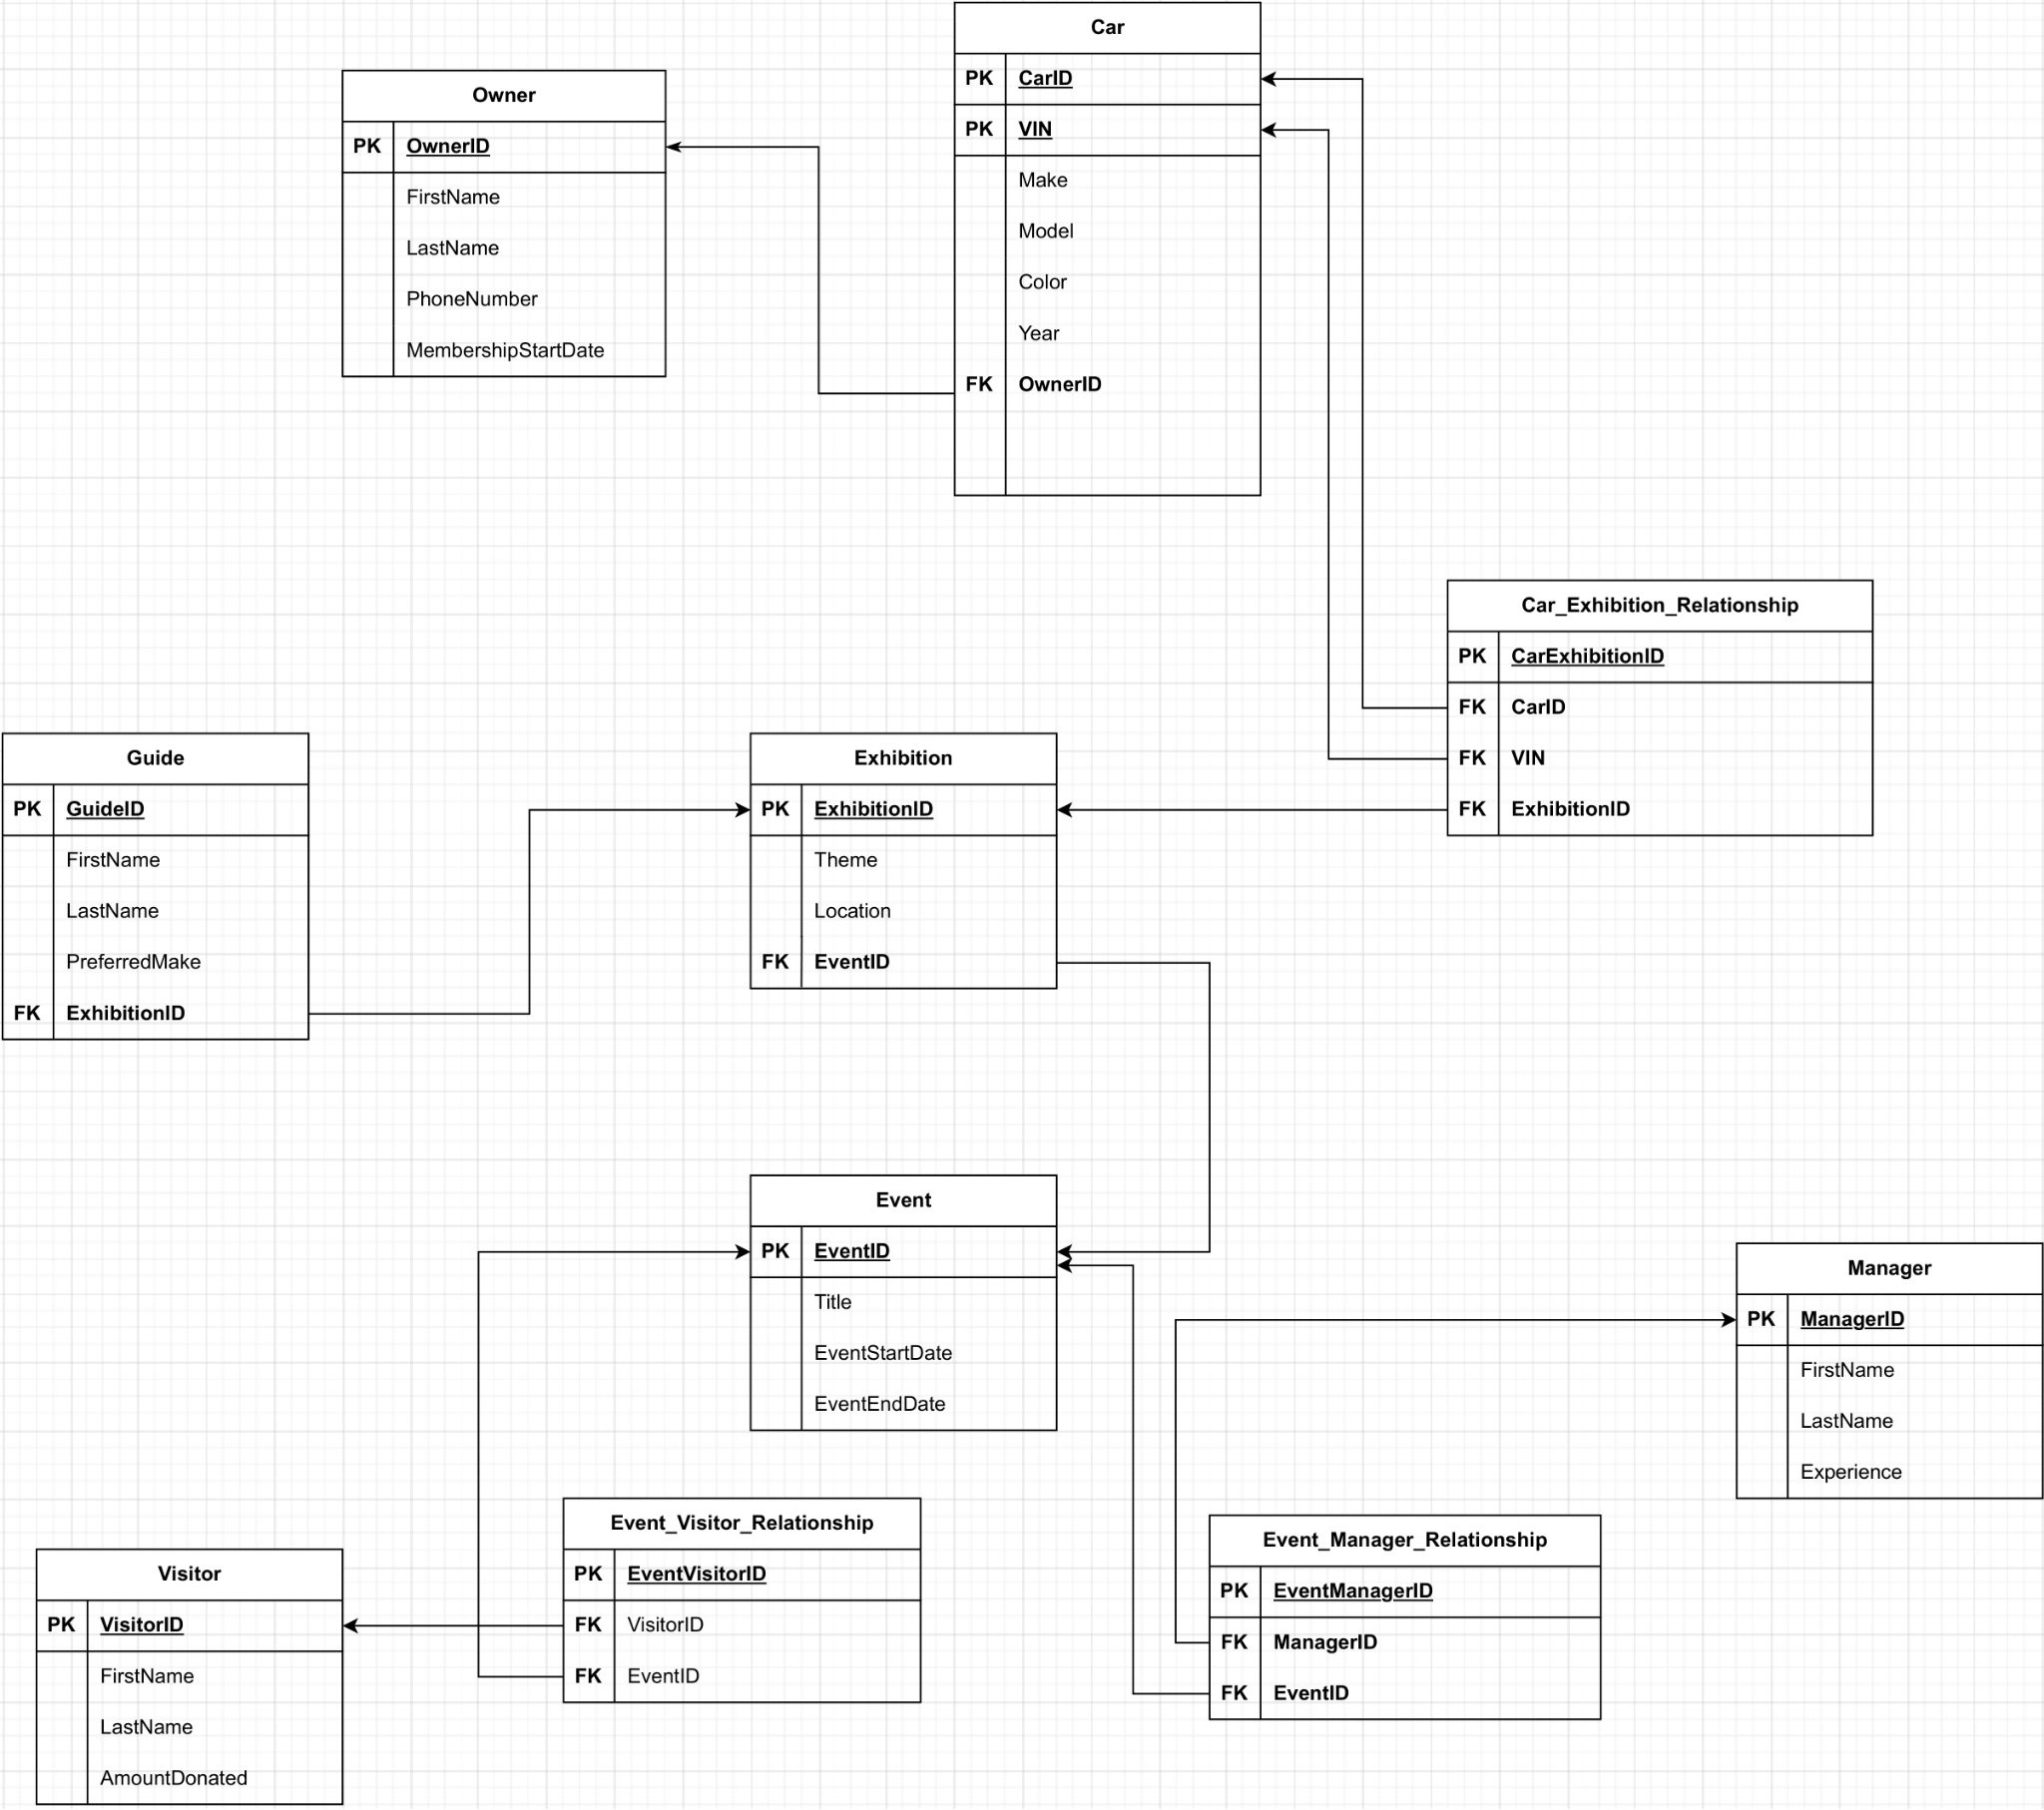 Car
PK CarID
PK VIN
Make
Model
Color
Year
FK OwnerID
Owner
PK OwnerID
FirstName
LastName
PhoneNumber
MembershipStartDate
Car_Exhibition_Relationship
PK CarExhibitionID
FK CarID
FK VIN
FK ExhibitionID
Guide
PK GuideID
FirstName
LastName
PreferredMake
FK ExhibitionID
Exhibition
PK ExhibitionID
Theme
Location
FK EventID
Event
PK EventID
Title
EventStartDate
EventEndDate
Manager
PK ManagerID
FirstName
LastName
Experience
Event_Visitor_Relationship
PK EventVisitorID
FK VisitorID
FK EventID
Event_Manager_Relationship
PK EventManagerID
FK ManagerID
FK EventID
Visitor
PK VisitorID
FirstName
LastName
AmountDonated